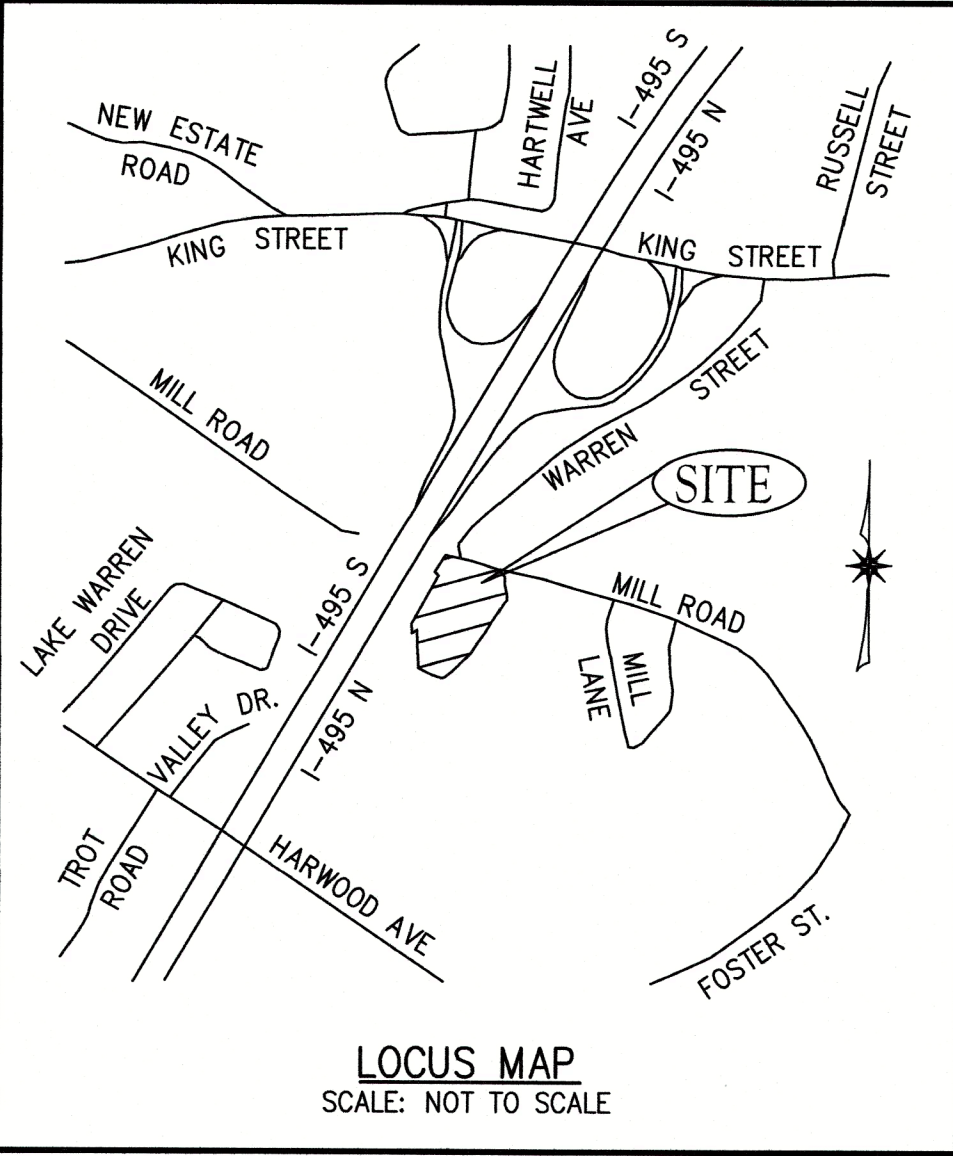 I-495 S
I-495 N
HARTWELL
AVE
RUSSELL
STREET
NEW ESTATE
ROAD
KING STREET
KING STREET
MILL ROAD
WARREN STREET
SITE
LAKE WARREN
DRIVE
I-495 S
MILL ROAD
MILL
LANE
VALLEY DR.
I-495 N
TROT
ROAD
HARWOOD AVE
FOSTER ST.
LOCUS MAP
SCALE: NOT TO SCALE